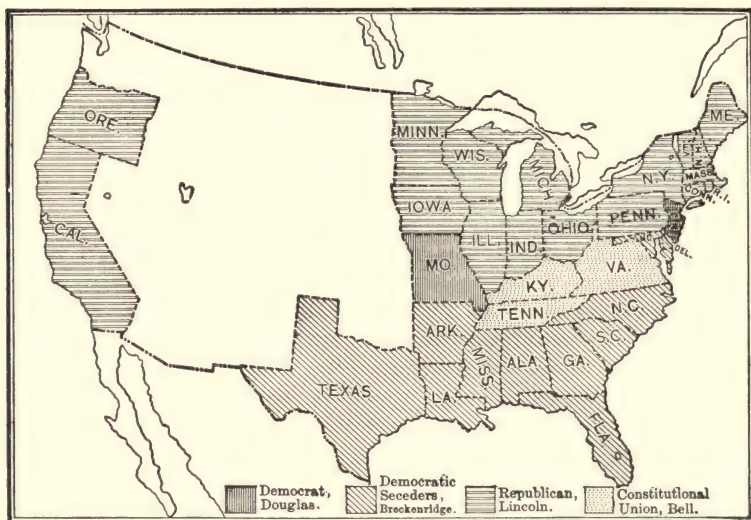 ORE.
CAL.
MINN.
WIS.
MICH.
IOWA
ILL.
IND.
OHIO
MO.
KY.
TENN.
VA.
N.C.
S.C.
ARK.
LA.
MISS.
ALA.
GA.
FLA.
TEXAS
PENN.
N.Y.
ME.
N.H.
MASS.
CONN.
R.I.
DEL.
Democrat,
Douglas.
Democratic
Seceders,
Breckenridge.
Republican,
Lincoln.
Constitutional
Union, Bell.